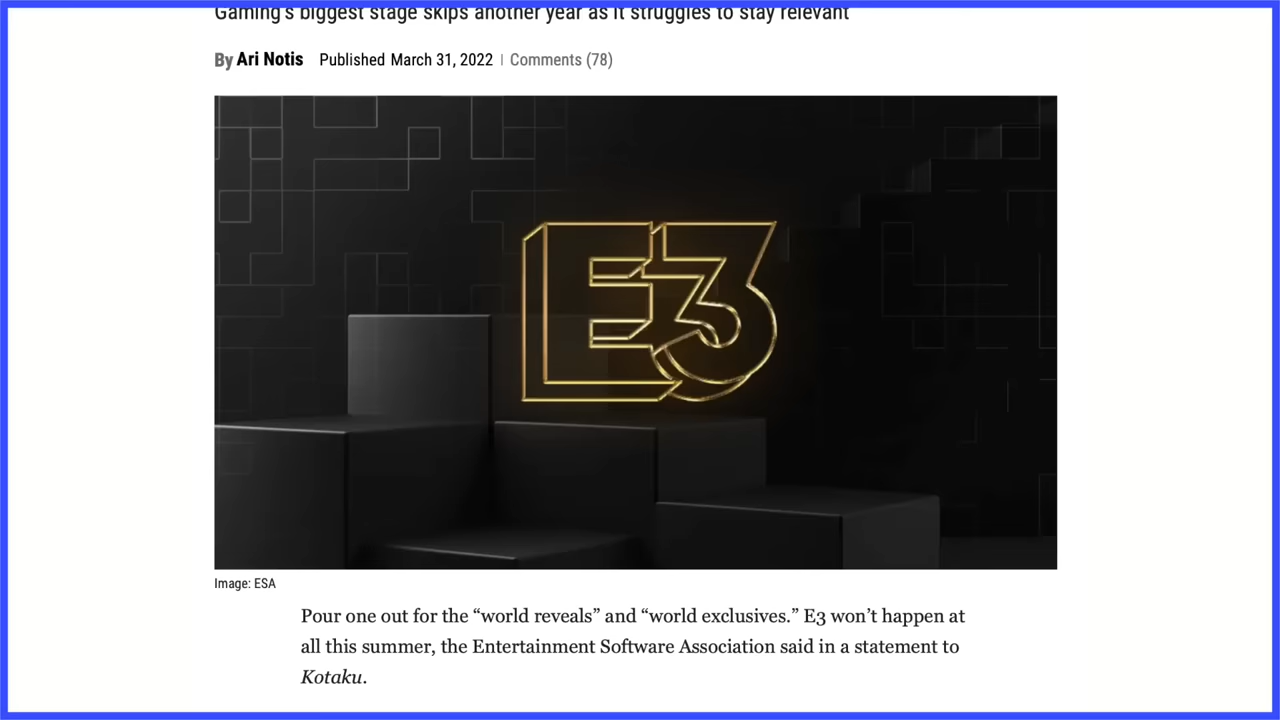 Gaming's biggest stage skips another year as it struggles to stay relevant
By Ari Notis Published March 31, 2022 | Comments (78)
E3
Image: ESA
Pour one out for the “world reveals” and “world exclusives.” E3 won’t happen at
all this summer, the Entertainment Software Association said in a statement to
Kotaku.